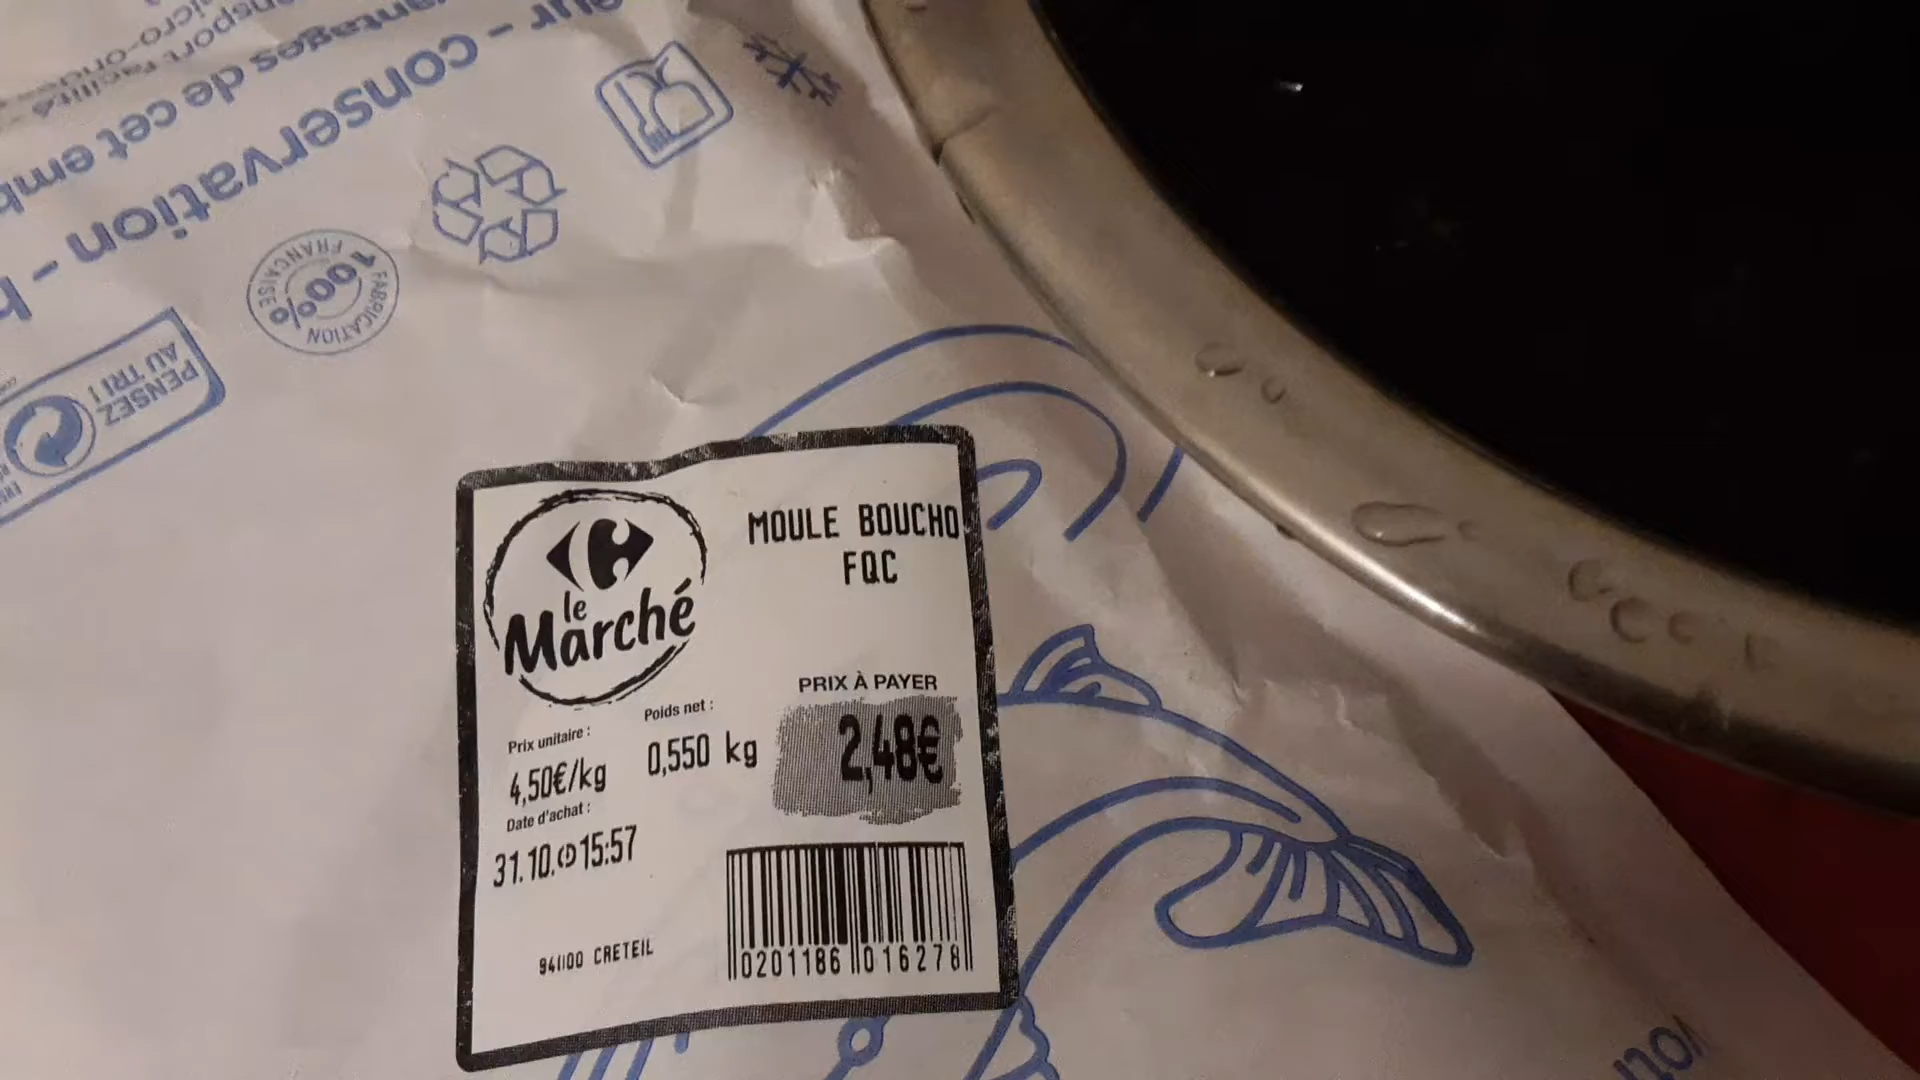 cet emb
antages de
conservation -
PENSEZ
AU TRI !
100%
FABRICATION
FRANÇAISE
le
Marché
MOULE BOUCHO
FQC
PRIX À PAYER
2,48€
Poids net :
0,550 kg
Prix unitaire :
4,50€/kg
Date d'achat :
31.10. 15:57
CRETEIL
0201186 016278